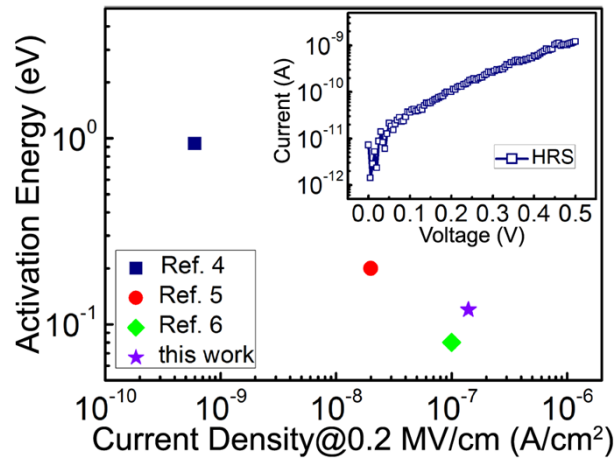 Activation Energy (eV)
10⁰
10⁻¹
10⁻¹⁰
10⁻⁹
10⁻⁸
10⁻⁷
10⁻⁶
Current Density@0.2 MV/cm (A/cm²)
Ref. 4
Ref. 5
Ref. 6
this work
Current (A)
10⁻⁹
10⁻¹⁰
10⁻¹¹
10⁻¹²
HRS
0.0 0.1 0.2 0.3 0.4 0.5
Voltage (V)